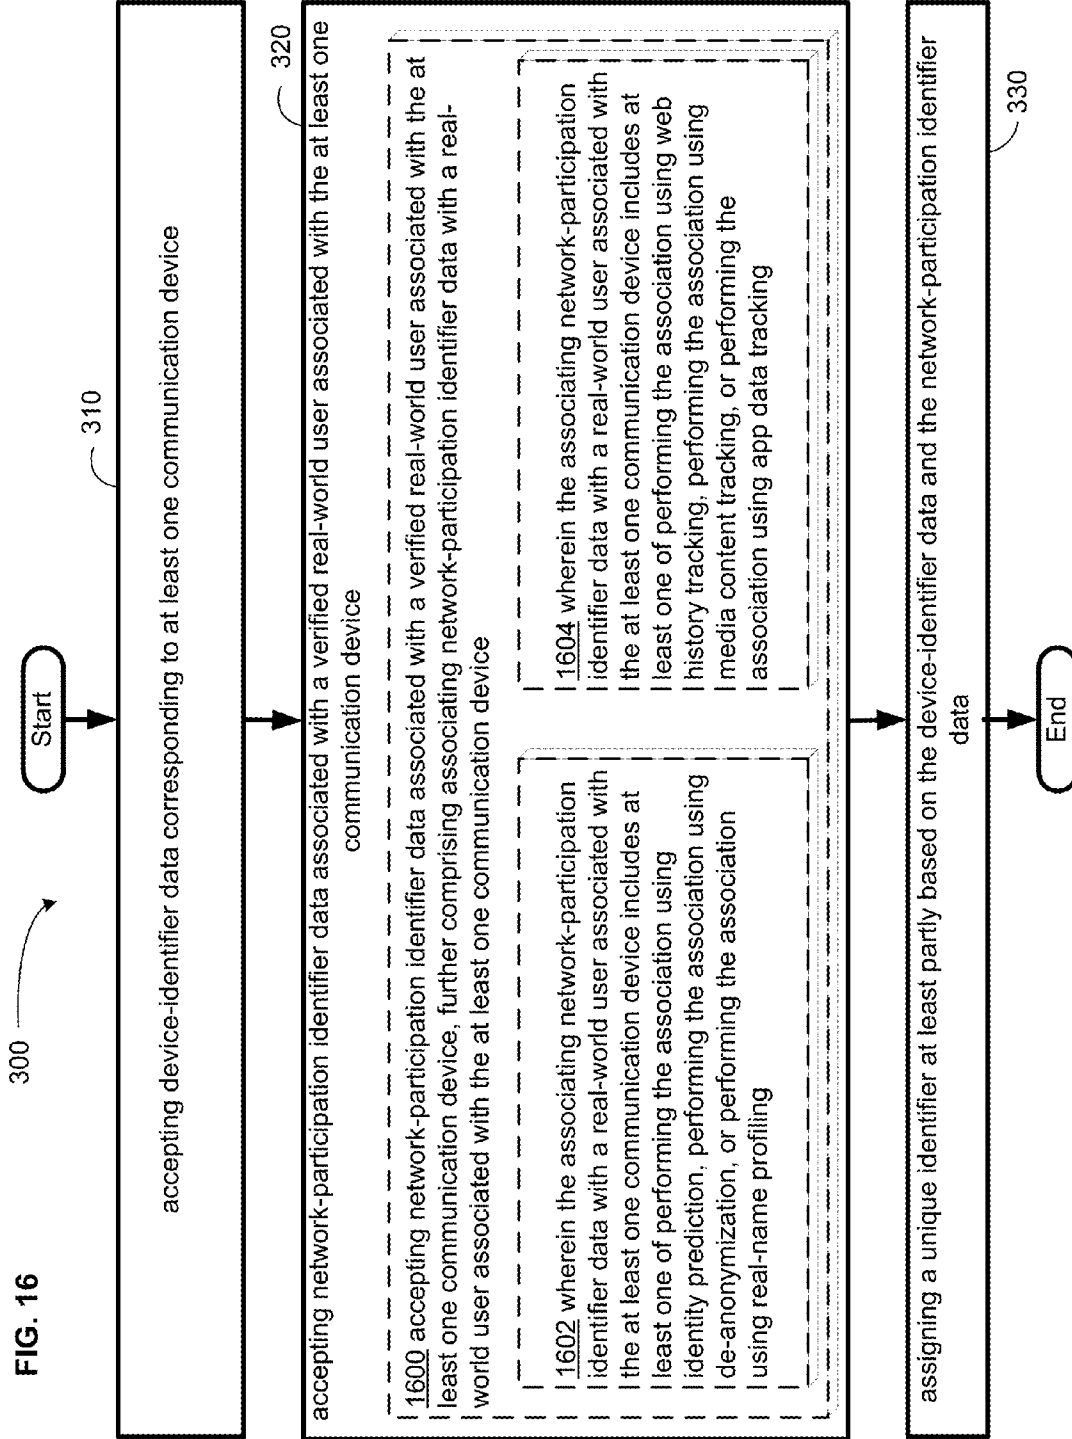 FIG. 16
300
Start
310
accepting device-identifier data corresponding to at least one communication device
320
accepting network-participation identifier data associated with a verified real-world user associated with the at least one
communication device
1600 accepting network-participation identifier data associated with a verified real-world user associated with the at
least one communication device, further comprising associating network-participation identifier data with a real-
world user associated with the at least one communication device
1602 wherein the associating network-participation
identifier data with a real-world user associated with
the at least one communication device includes at
least one of performing the association using
identity prediction, performing the association using
de-anonymization, or performing the association
using real-name profiling
1604 wherein the associating network-participation
identifier data with a real-world user associated with
the at least one communication device includes at
least one of performing the association using web
history tracking, performing the association using
media content tracking, or performing the
association using app data tracking
330
assigning a unique identifier at least partly based on the device-identifier data and the network-participation identifier
data
End